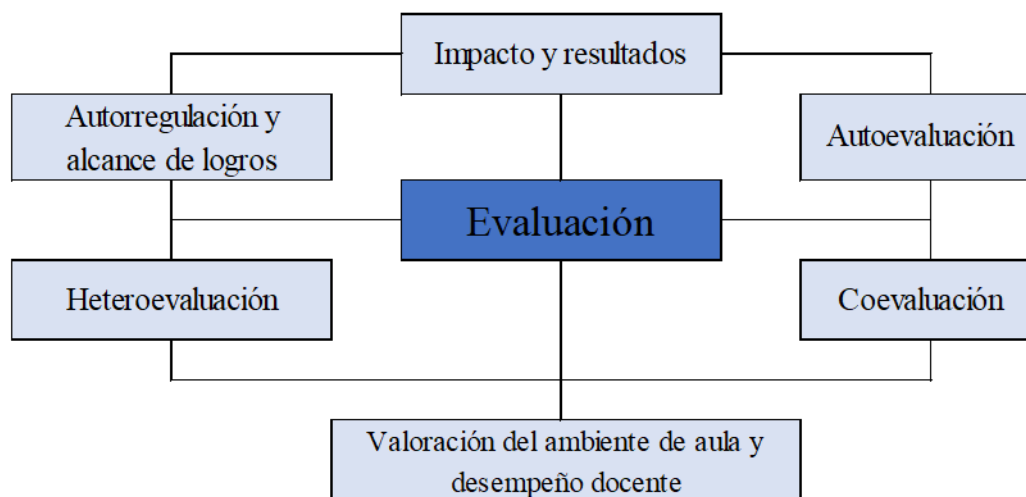 Impacto y resultados
Autorregulación y
alcance de logros
Autoevaluación
Evaluación
Heteroevaluación
Coevaluación
Valoración del ambiente de aula y
desempeño docente